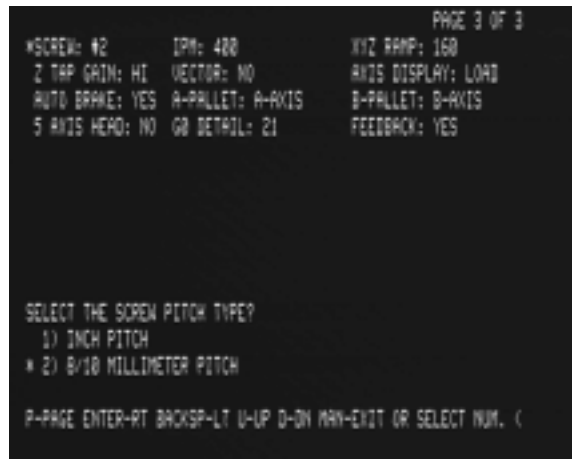 PAGE 3 OF 3
*SCREW: #2 IPM: 400 XYZ RAMP: 160
Z TAP GAIN: HI VECTOR: NO AXIS DISPLAY: LOAD
AUTO BRAKE: YES A-PALLET: A-AXIS B-PALLET: B-AXIS
5 AXIS HEAD: NO G0 DETAIL: 21 FEEDBACK: YES
SELECT THE SCREW PITCH TYPE?
1) INCH PITCH
* 2) 8/10 MILLIMETER PITCH
P-PAGE ENTER-RT BACKSP-LT U-UP D-DN MAN-EXIT OR SELECT NUM. (